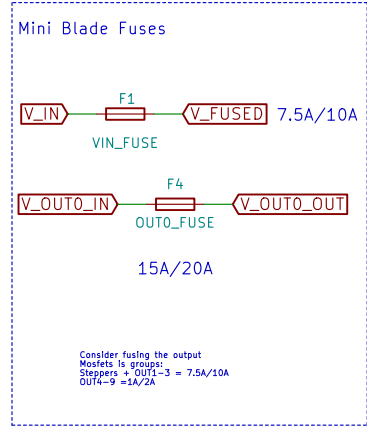 Mini Blade Fuses
F1
V_IN
V_FUSED
7.5A/10A
VIN_FUSE
F4
V_OUT0_IN
V_OUT0_OUT
OUT0_FUSE
15A/20A
Consider fusing the output
Mosfets is groups:
Steppers + OUT1-3 = 7.5A/10A
OUT4-9 =1A/2A